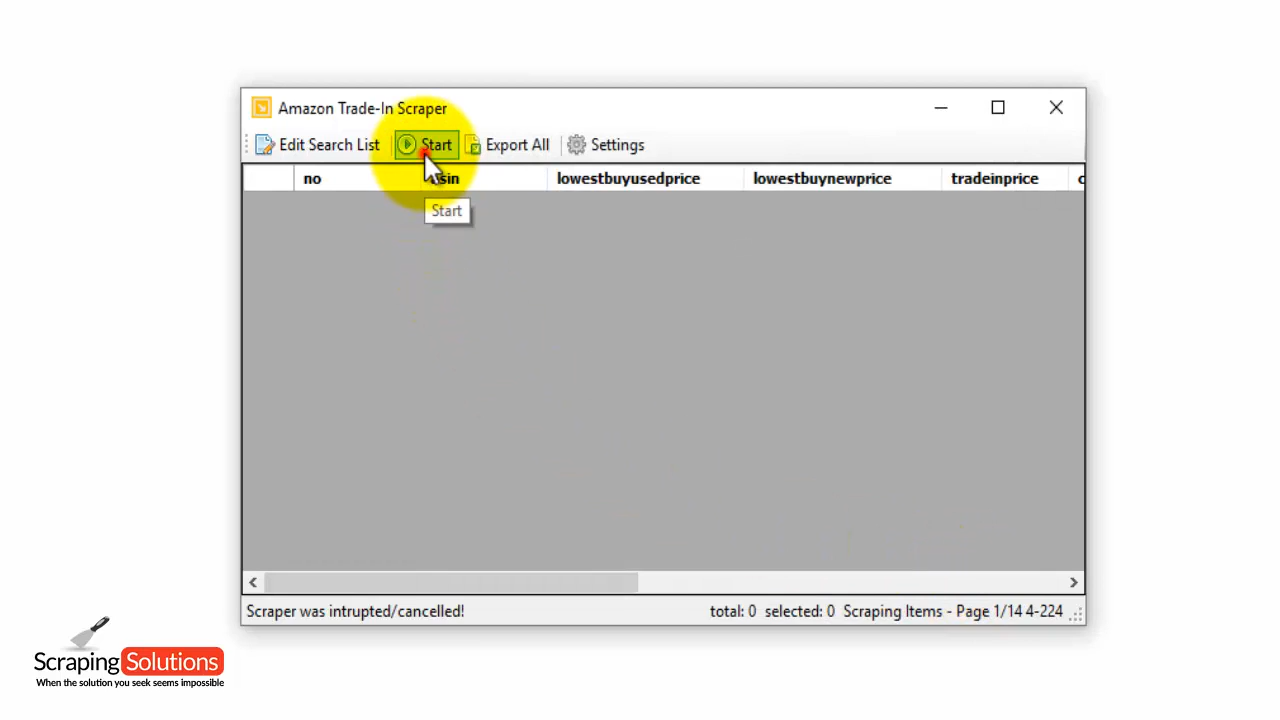 Amazon Trade-In Scraper
Edit Search List Start Export All Settings
no asin lowestbuyusedprice lowestbuynewprice tradeinprice
Start
Scraper was intrupted/cancelled! total: 0 selected: 0 Scraping Items - Page 1/14 4-224
Scraping Solutions
When the solution you seek seems impossible